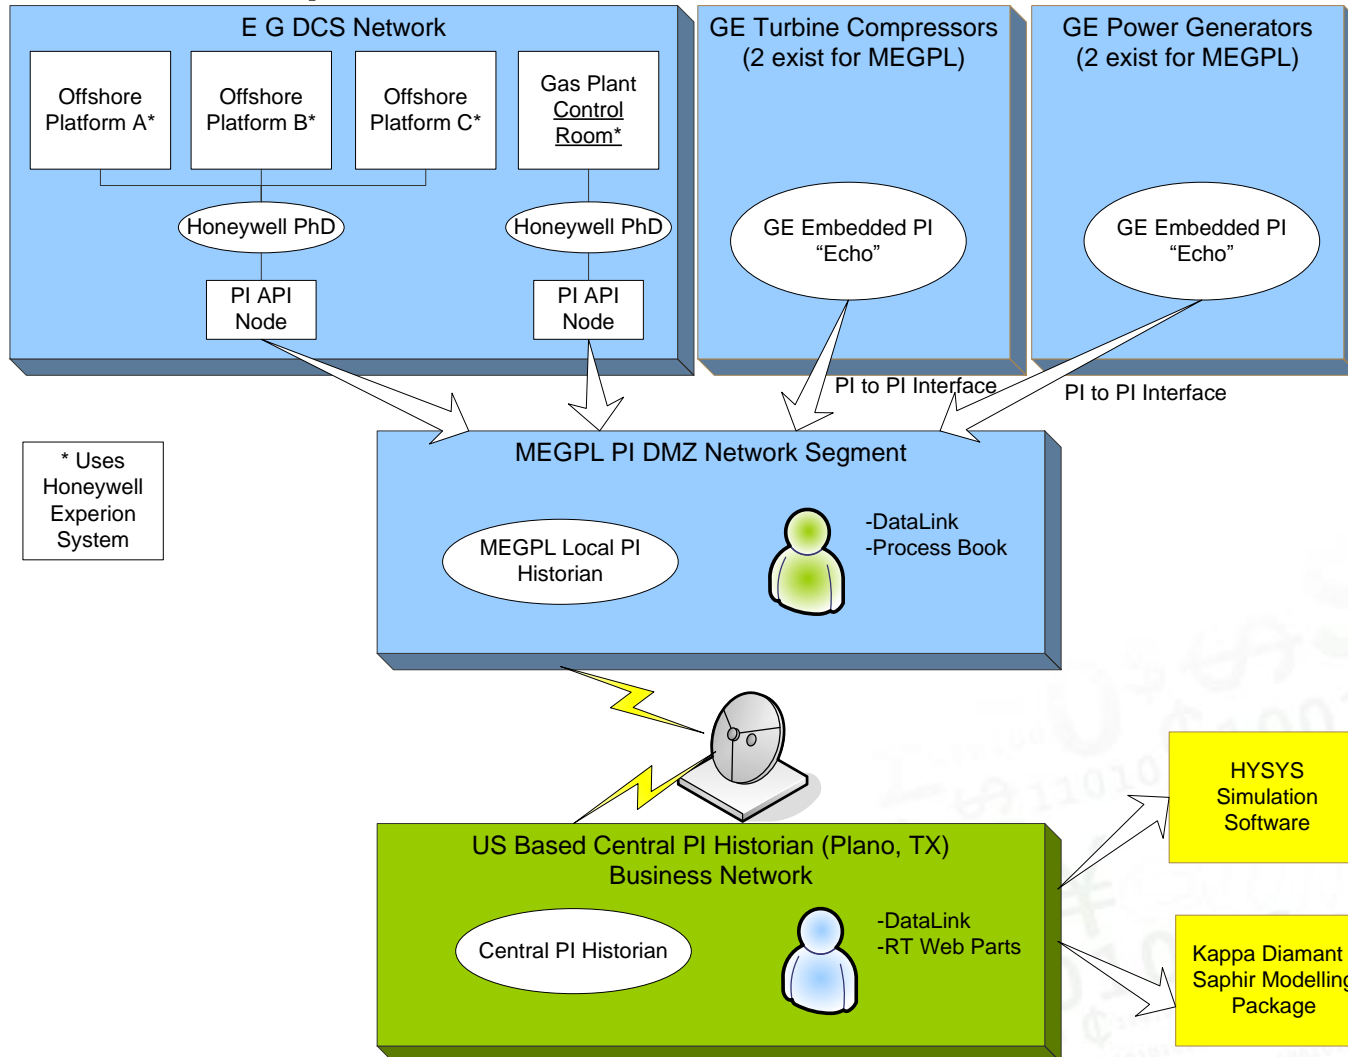 E G DCS Network
Offshore
Platform A*
Offshore
Platform B*
Offshore
Platform C*
Gas Plant
Control
Room*
Honeywell PhD
Honeywell PhD
PI API
Node
PI API
Node
GE Turbine Compressors
(2 exist for MEGPL)
GE Embedded PI
“Echo”
GE Power Generators
(2 exist for MEGPL)
GE Embedded PI
“Echo”
PI to PI Interface
PI to PI Interface
* Uses
Honeywell
Experion
System
MEGPL PI DMZ Network Segment
MEGPL Local PI
Historian
-DataLink
-Process Book
US Based Central PI Historian (Plano, TX)
Business Network
Central PI Historian
-DataLink
-RT Web Parts
HYSYS
Simulation
Software
Kappa Diamant
Saphir Modelling
Package